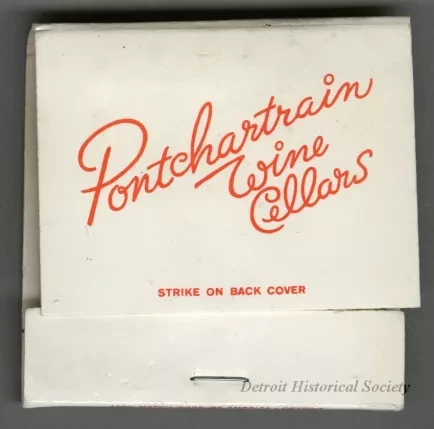 Pontchartrain
Wine
Cellars
STRIKE ON BACK COVER
Detroit Historical Society